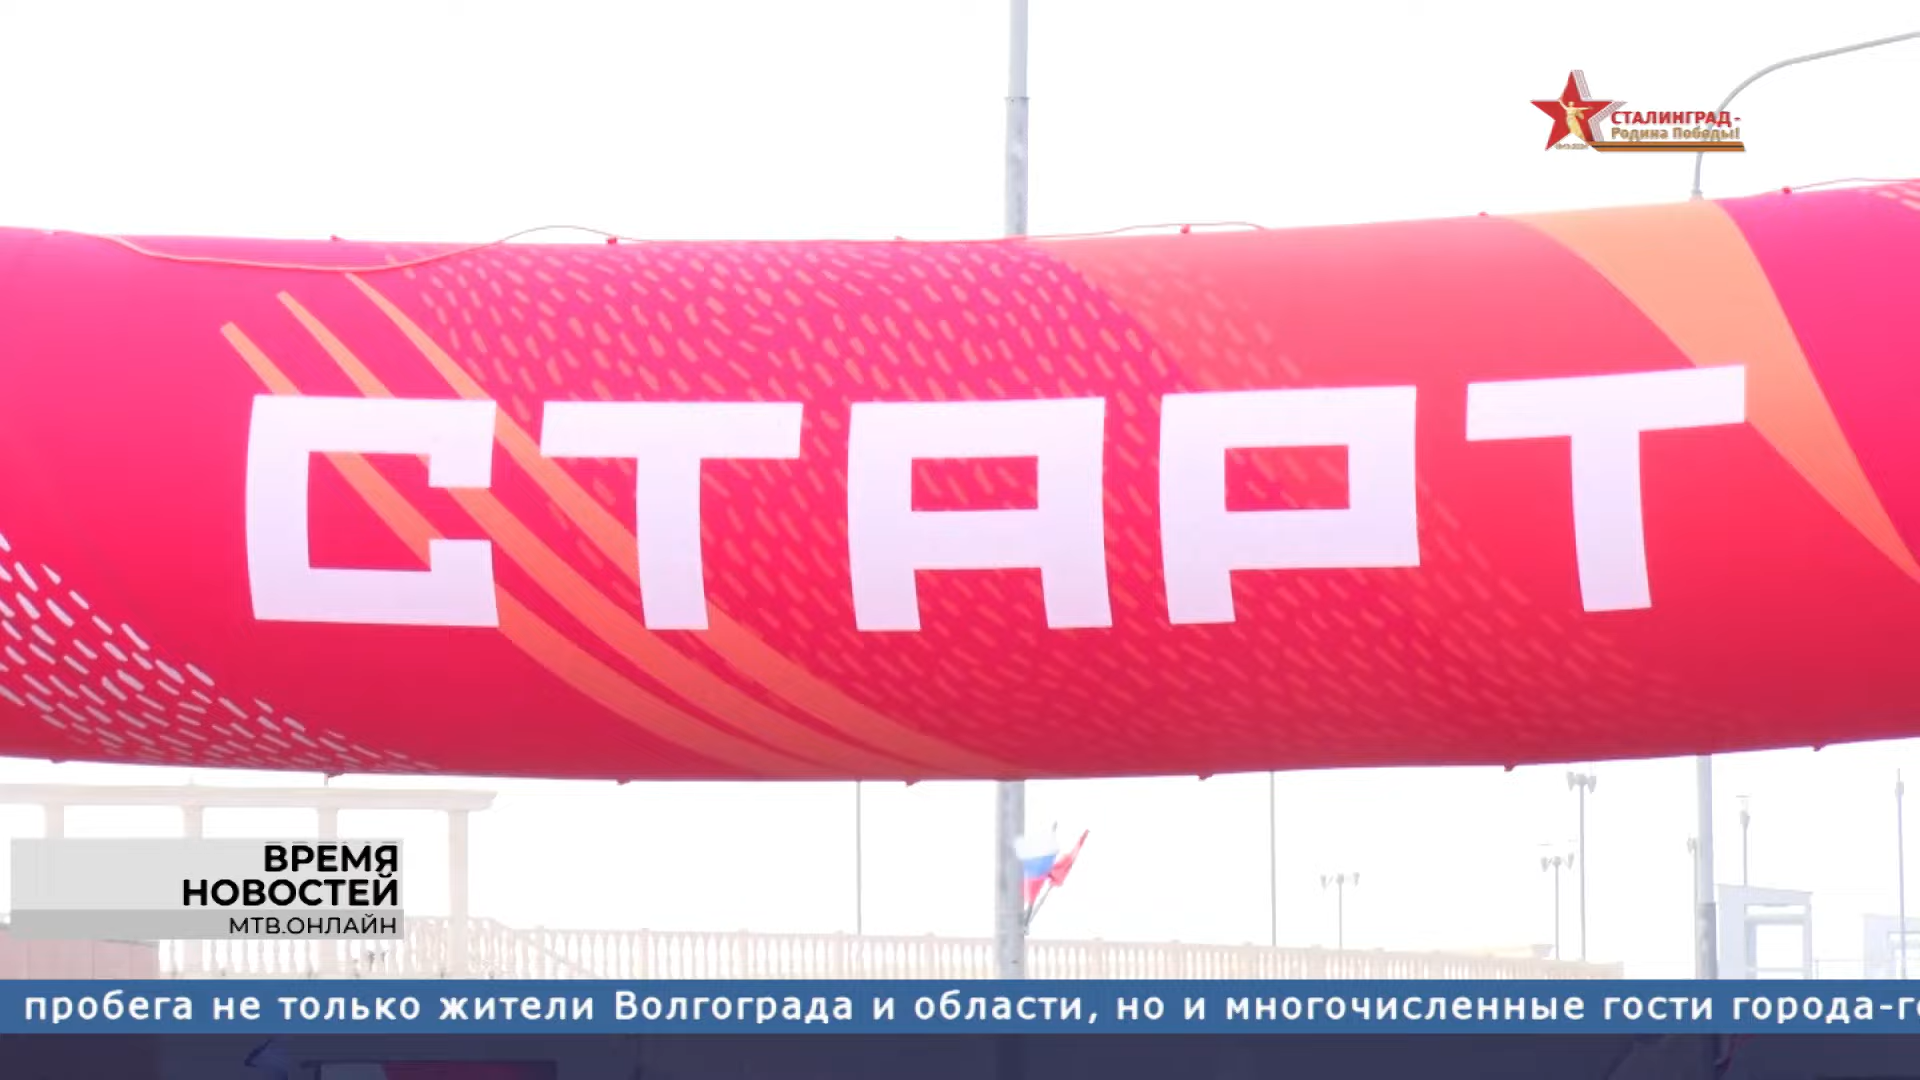 СТАЛИНГРАД-
Родина Победы!
СТАРТ
ВРЕМЯ
НОВОСТЕЙ
МТВ.ОНЛАЙН
пробега не только жители Волгограда и области, но и многочисленные гости города-г